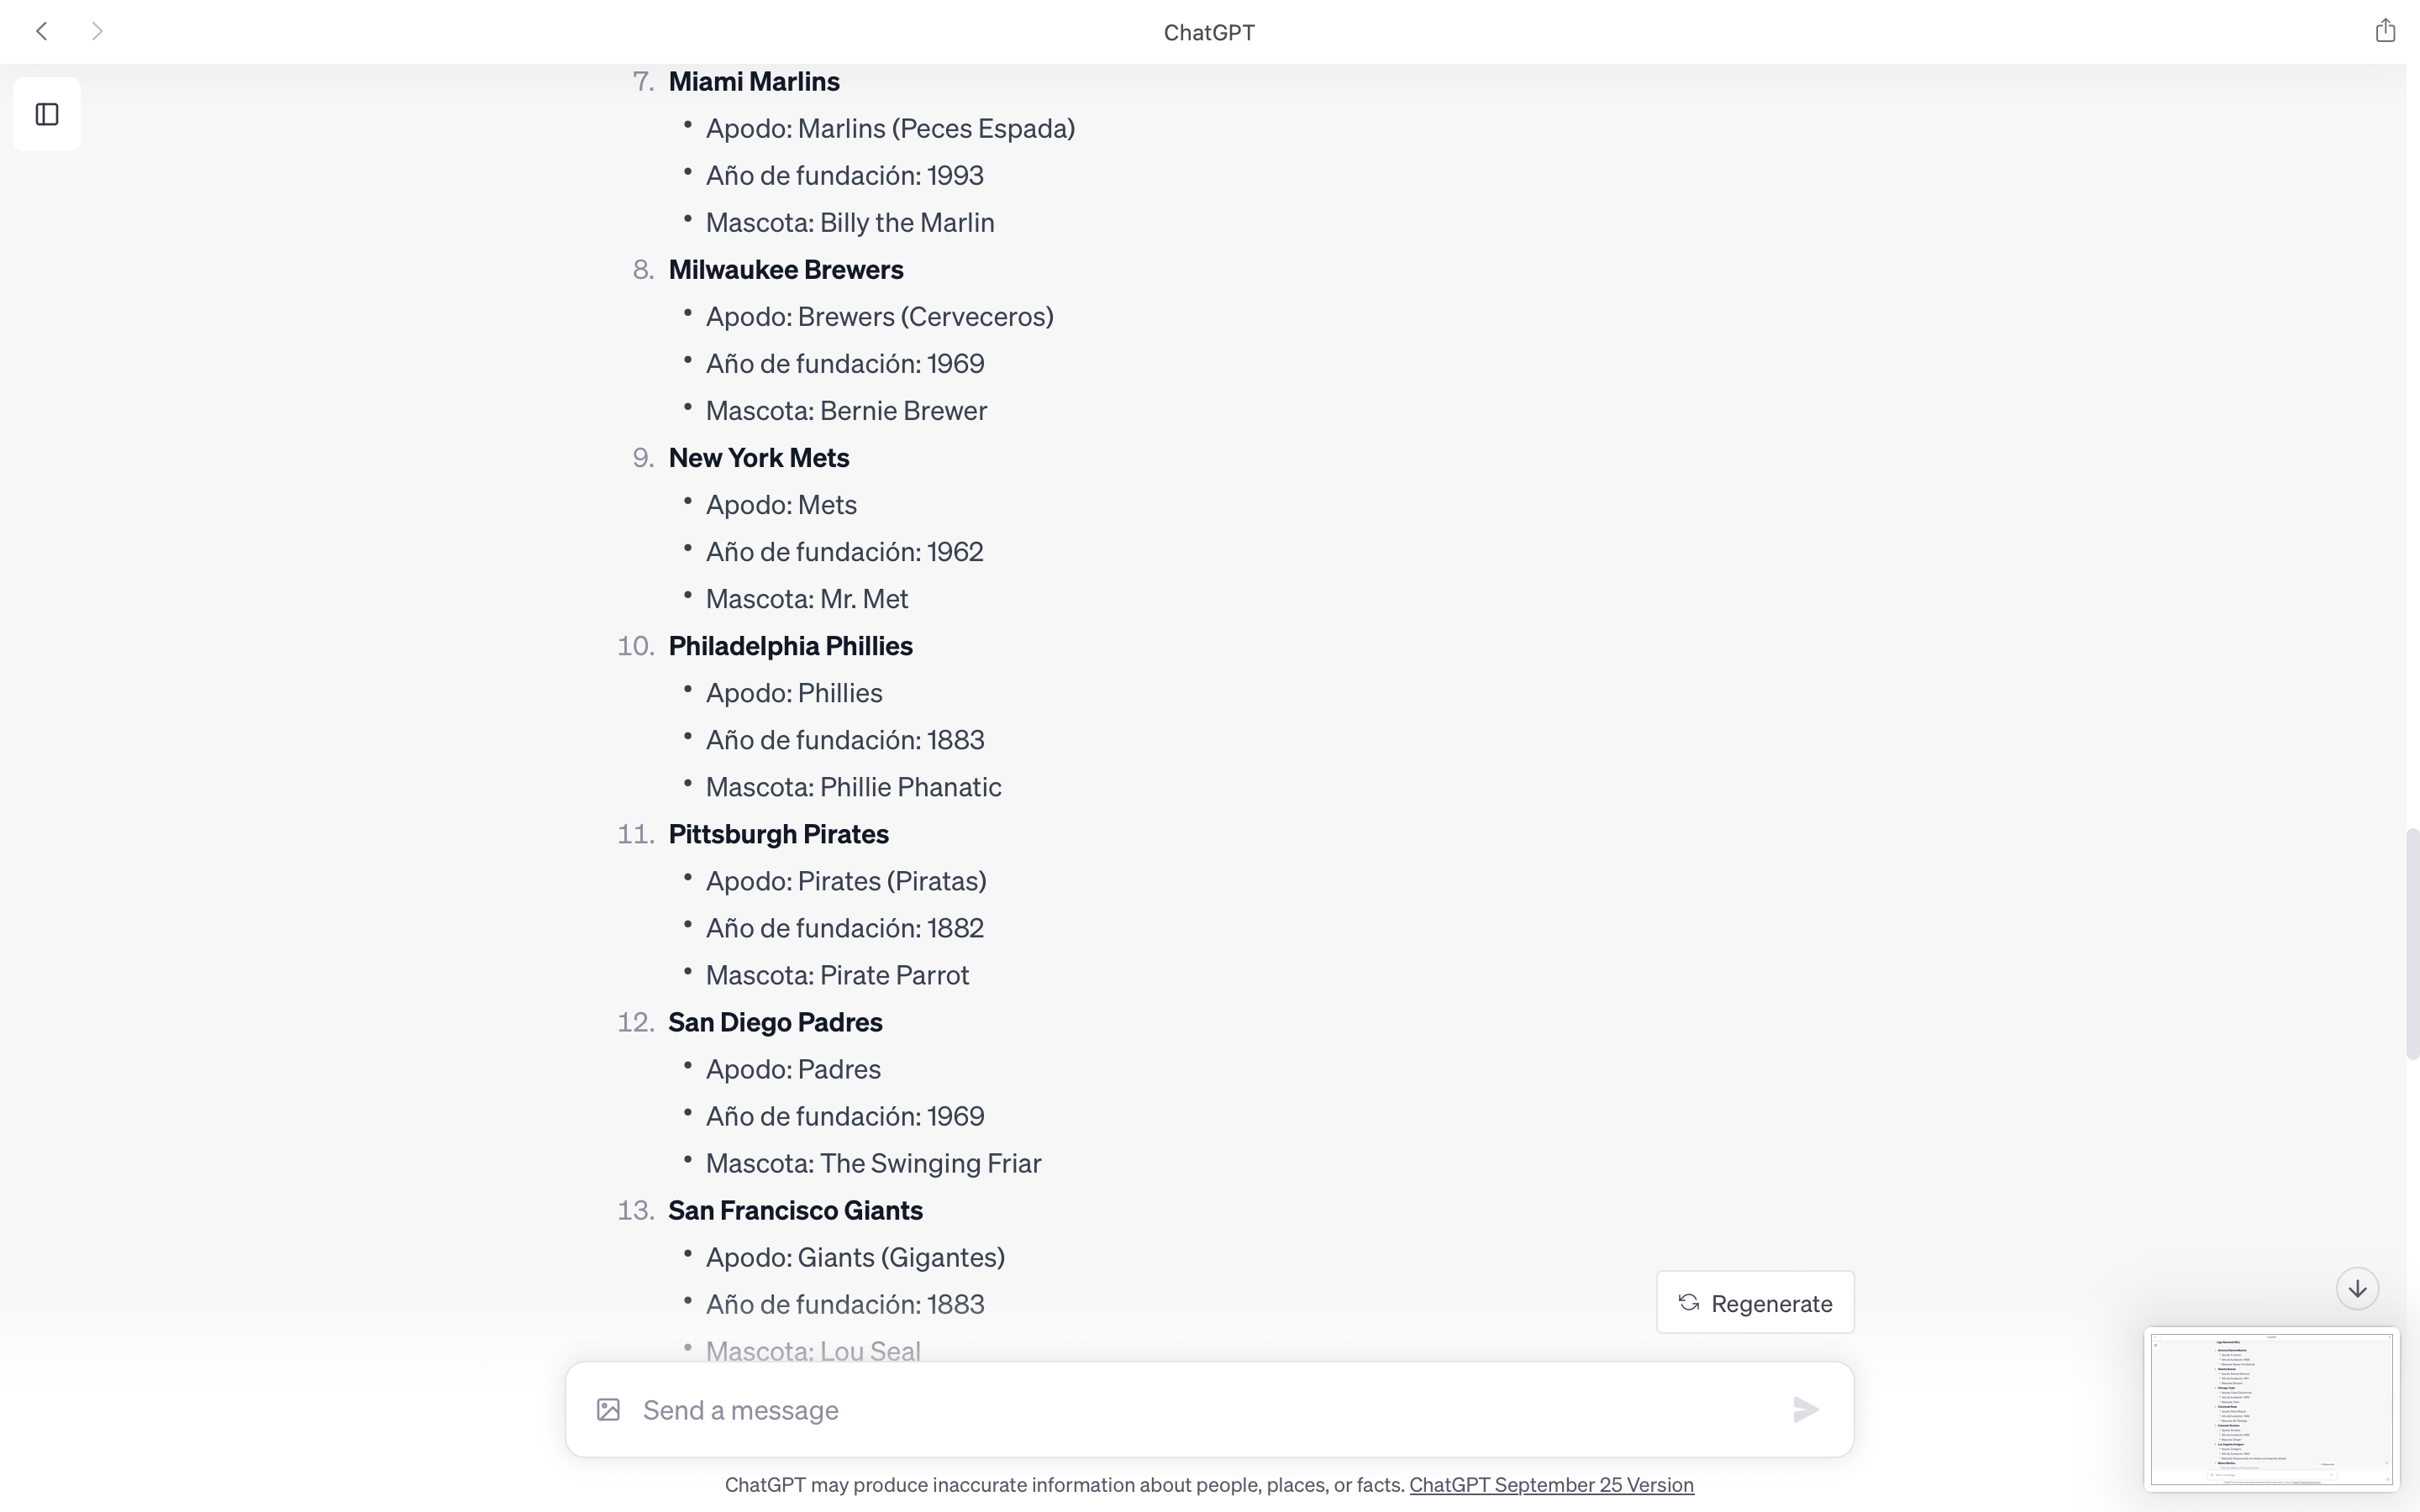 ChatGPT
7. Miami Marlins
• Apodo: Marlins (Peces Espada)
• Año de fundación: 1993
• Mascota: Billy the Marlin
8. Milwaukee Brewers
• Apodo: Brewers (Cerveceros)
• Año de fundación: 1969
• Mascota: Bernie Brewer
9. New York Mets
• Apodo: Mets
• Año de fundación: 1962
• Mascota: Mr. Met
10. Philadelphia Phillies
• Apodo: Phillies
• Año de fundación: 1883
• Mascota: Phillie Phanatic
11. Pittsburgh Pirates
• Apodo: Pirates (Piratas)
• Año de fundación: 1882
• Mascota: Pirate Parrot
12. San Diego Padres
• Apodo: Padres
• Año de fundación: 1969
• Mascota: The Swinging Friar
13. San Francisco Giants
• Apodo: Giants (Gigantes)
• Año de fundación: 1883
• Mascota: Lou Seal
Regenerate
Send a message
ChatGPT may produce inaccurate information about people, places, or facts. ChatGPT September 25 Version